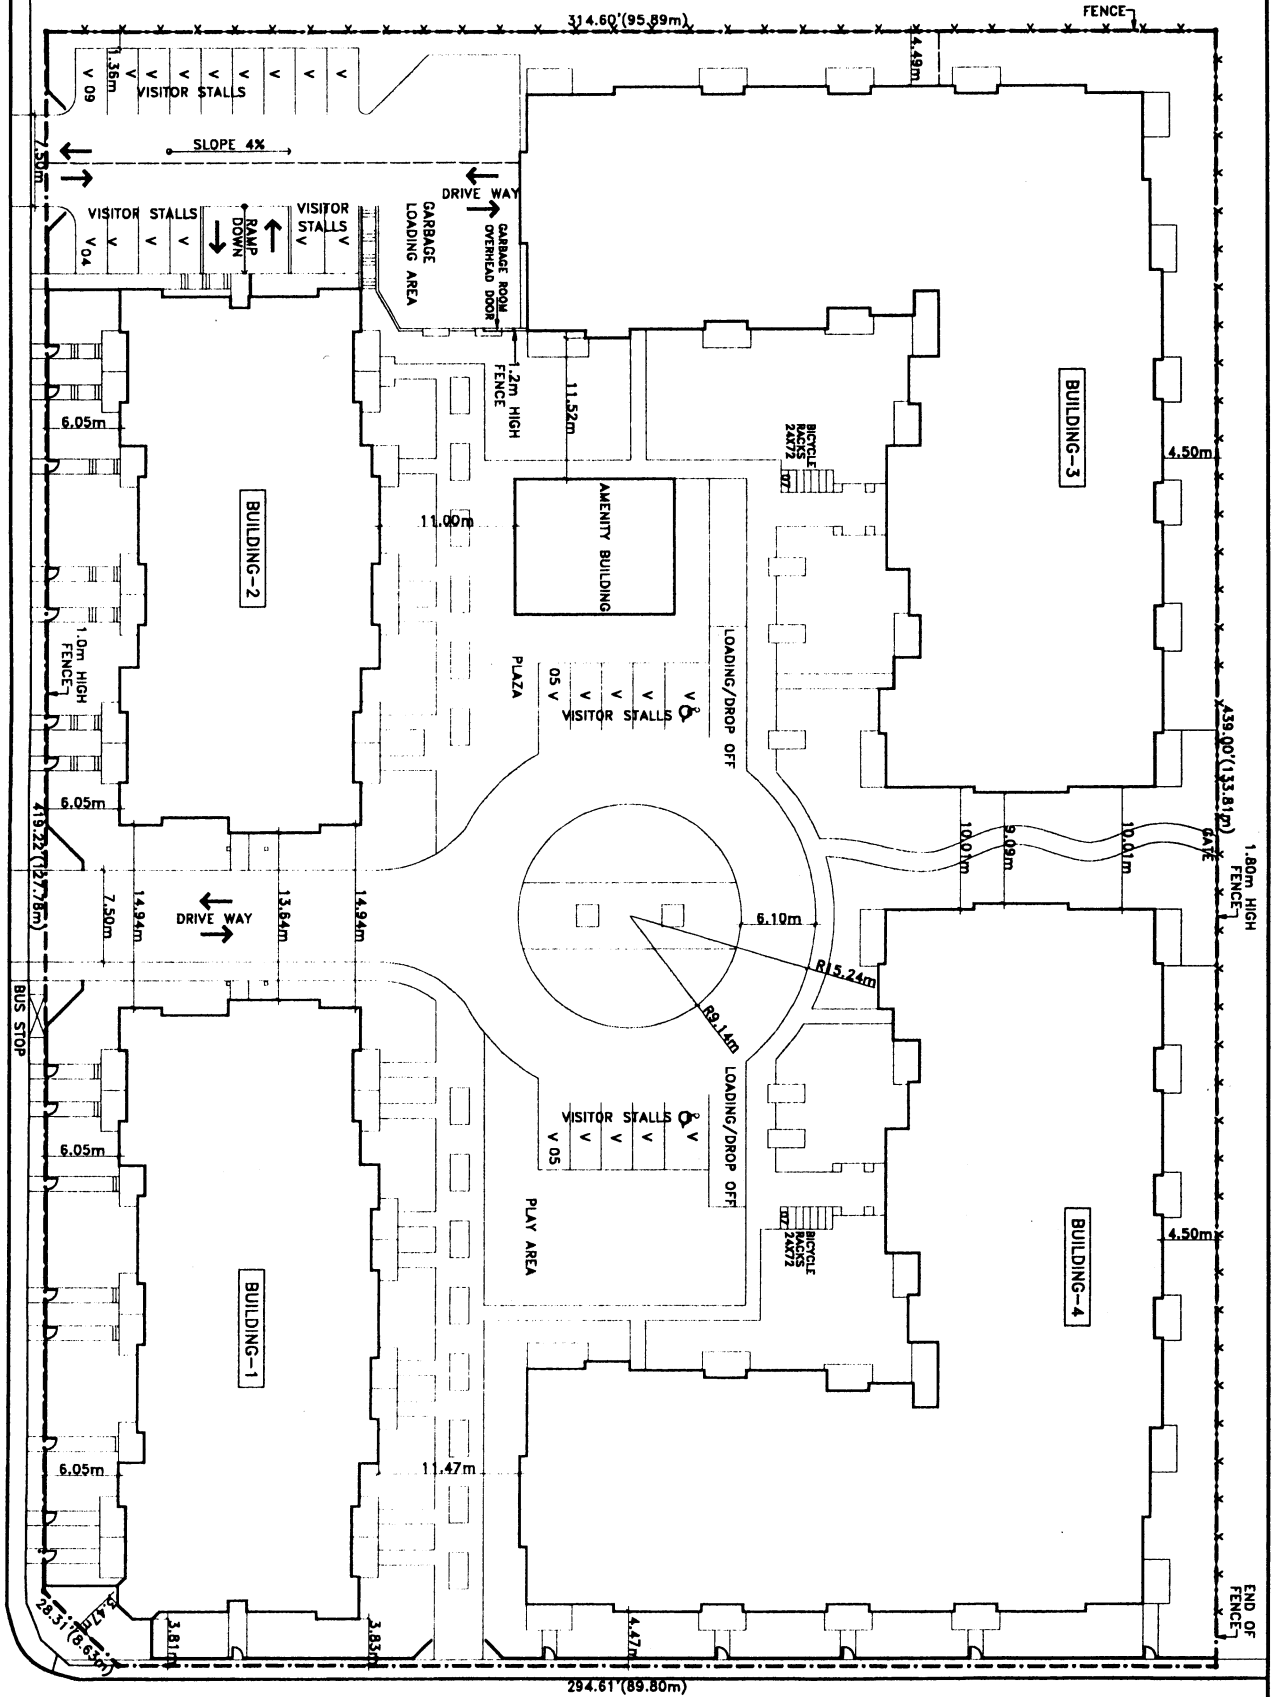 314.60'(95.89m)
FENCE
1.36m
4.49m
V 09
V
V
V
V
V
V
V
V
VISITOR STALLS
7.50m
SLOPE 4%
DRIVE WAY
VISITOR STALLS
VISITOR
STALLS
V 04
V
V
V
RAMP
DOWN
V
V
GARBAGE
LOADING AREA
GARBAGE ROOM
OVERHEAD DOOR
1.2m HIGH
FENCE
11.52m
BUILDING-3
6.05m
BICYCLE
RACKS
24X72
07
4.50m
BUILDING-2
11.00m
AMENITY BUILDING
1.0m HIGH
FENCE
PLAZA
05 V
V
V
V
V
VISITOR STALLS
LOADING/DROP OFF
439.00'(133.81m)
6.05m
419.22'(127.78m)
10.01m
9.09m
10.01m
GATE
1.80m HIGH
FENCE
7.50m
14.94m
DRIVE WAY
13.64m
14.94m
6.10m
R15.24m
R9.14m
BUS STOP
VISITOR STALLS
V 05
V
V
V
V
LOADING/DROP OFF
6.05m
PLAY AREA
BICYCLE
RACKS
24X72
07
4.50m
BUILDING-1
BUILDING-4
6.05m
11.47m
END OF
FENCE
28.31'(8.63m)
3.81m
3.83m
4.47m
294.61'(89.80m)